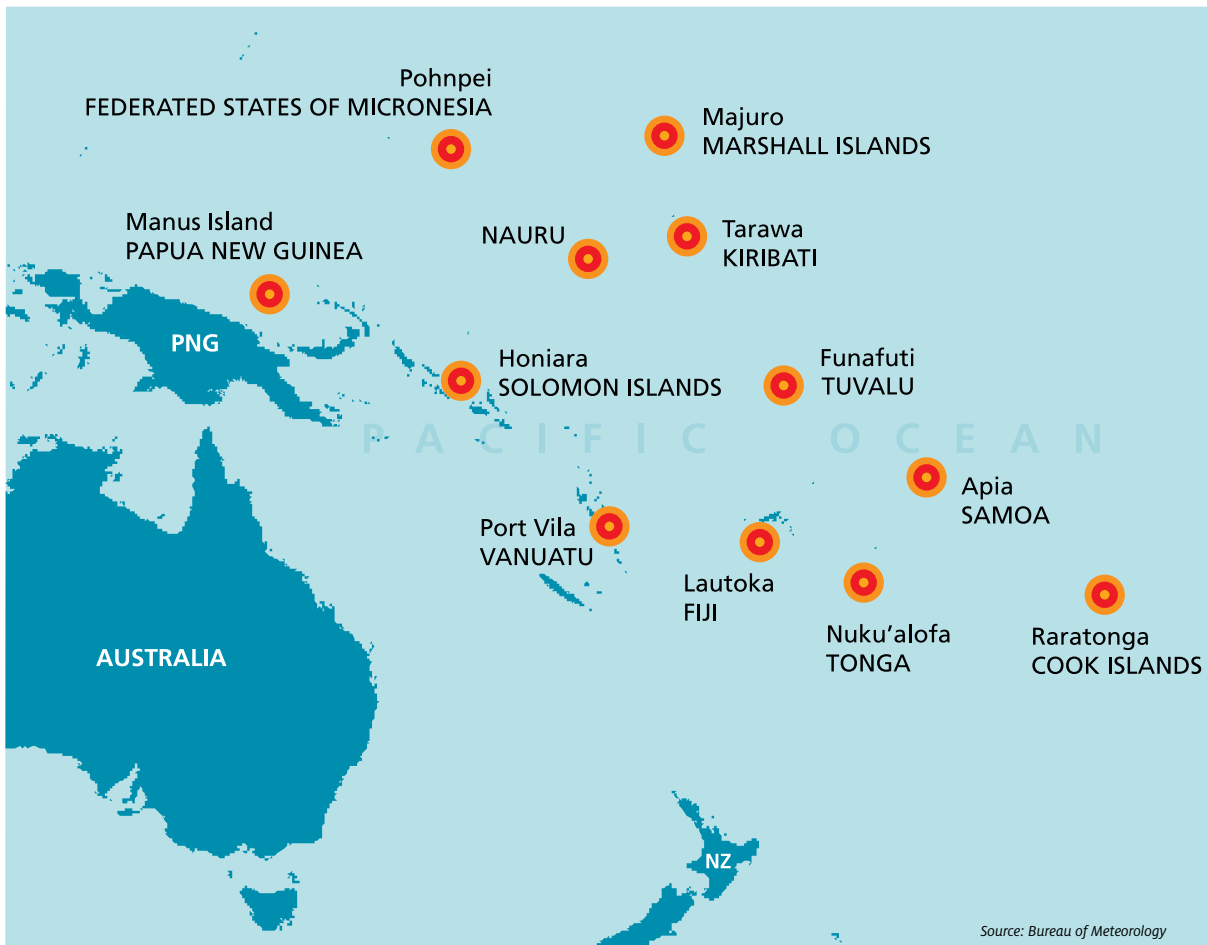 Pohnpei
FEDERATED STATES OF MICRONESIA
Majuro
MARSHALL ISLANDS
Manus Island
PAPUA NEW GUINEA
NAURU
Tarawa
KIRIBATI
PNG
Honiara
SOLOMON ISLANDS
Funafuti
TUVALU
PACIFIC OCEAN
Apia
SAMOA
Port Vila
VANUATU
Lautoka
FIJI
Nuku'alofa
TONGA
Raratonga
COOK ISLANDS
AUSTRALIA
NZ
Source: Bureau of Meteorology